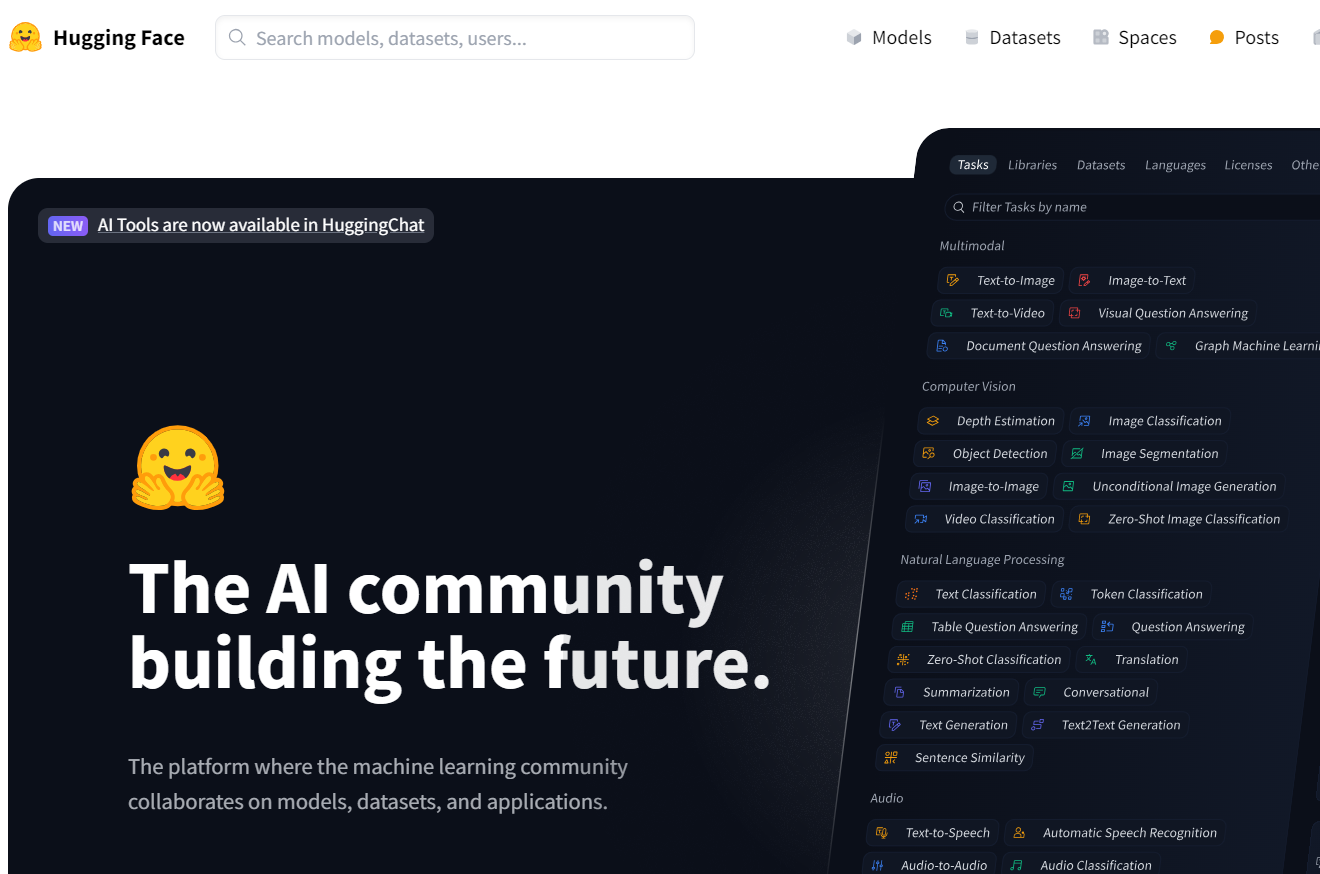 Hugging Face
Search models, datasets, users...
Models
Datasets
Spaces
Posts
NEW AI Tools are now available in HuggingChat
The AI community
building the future.
The platform where the machine learning community
collaborates on models, datasets, and applications.
Tasks Libraries Datasets Languages Licenses Othe
Filter Tasks by name
Multimodal
Text-to-Image Image-to-Text
Text-to-Video Visual Question Answering
Document Question Answering Graph Machine Learni
Computer Vision
Depth Estimation Image Classification
Object Detection Image Segmentation
Image-to-Image Unconditional Image Generation
Video Classification Zero-Shot Image Classification
Natural Language Processing
Text Classification Token Classification
Table Question Answering Question Answering
Zero-Shot Classification Translation
Summarization Conversational
Text Generation Text2Text Generation
Sentence Similarity
Audio
Text-to-Speech Automatic Speech Recognition
Audio-to-Audio Audio Classification